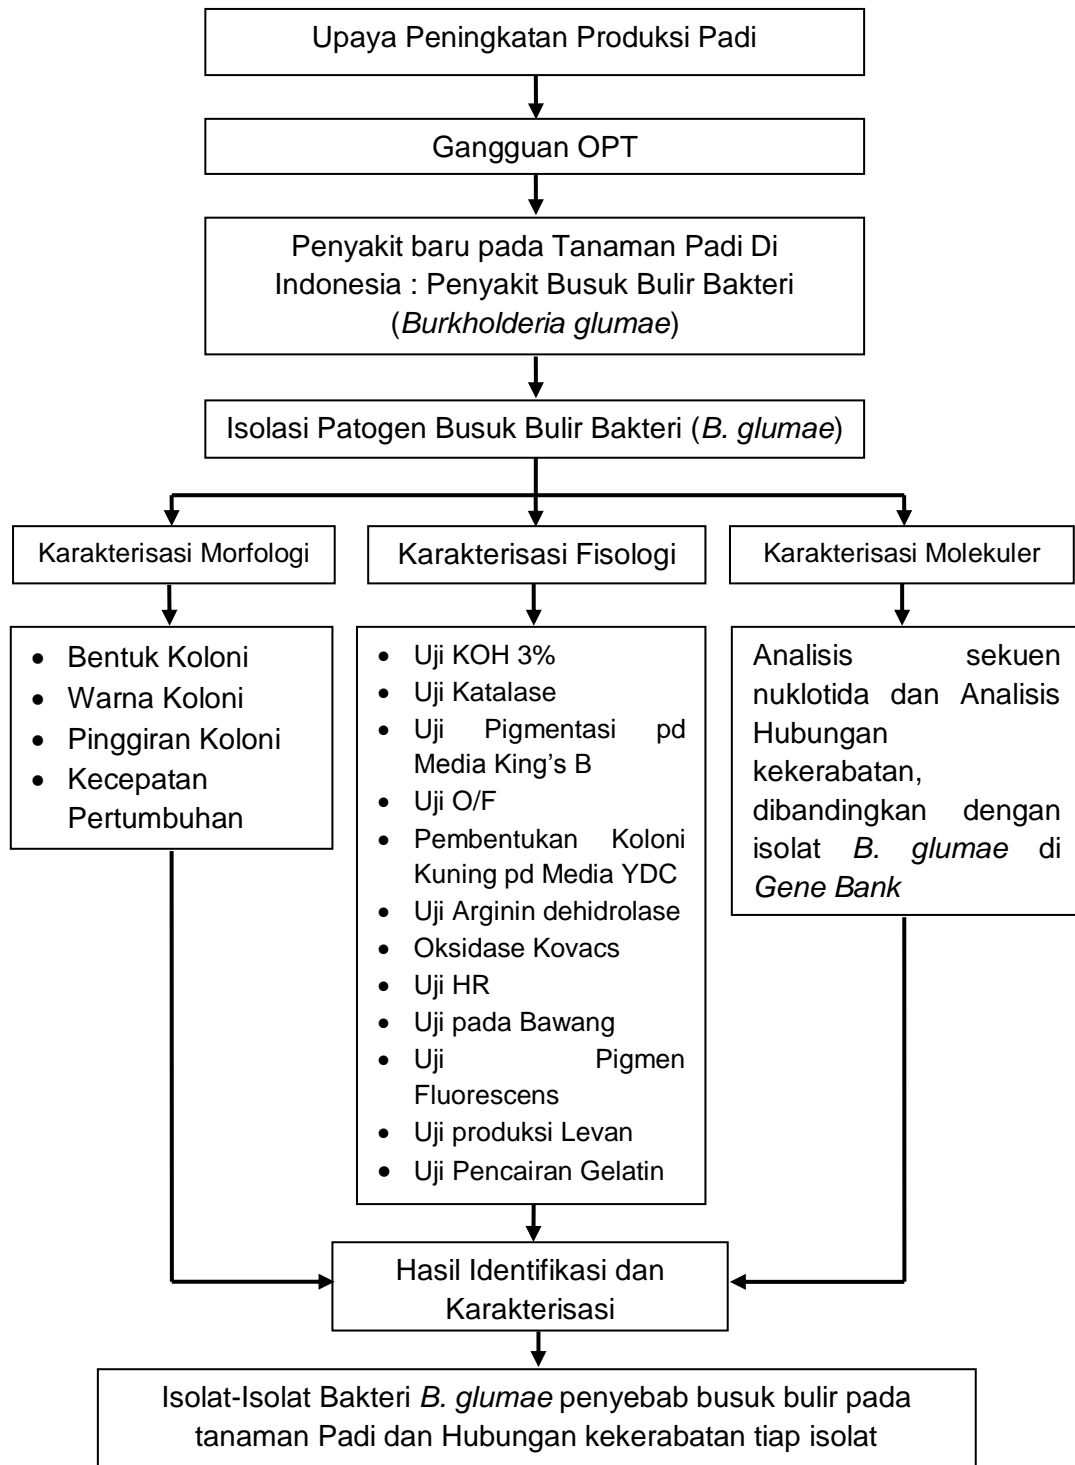 Upaya Peningkatan Produksi Padi
Gangguan OPT
Penyakit baru pada Tanaman Padi Di
Indonesia : Penyakit Busuk Bulir Bakteri
(Burkholderia glumae)
Isolasi Patogen Busuk Bulir Bakteri (B. glumae)
Karakterisasi Morfologi
Karakterisasi Fisologi
Karakterisasi Molekuler
• Bentuk Koloni
• Warna Koloni
• Pinggiran Koloni
• Kecepatan
Pertumbuhan
• Uji KOH 3%
• Uji Katalase
• Uji Pigmentasi pd
Media King’s B
• Uji O/F
• Pembentukan Koloni
Kuning pd Media YDC
• Uji Arginin dehidrolase
• Oksidase Kovacs
• Uji HR
• Uji pada Bawang
• Uji Pigmen
Fluorescens
• Uji produksi Levan
• Uji Pencairan Gelatin
Analisis sekuen
nuklotida dan Analisis
Hubungan
kekerabatan,
dibandingkan dengan
isolat B. glumae di
Gene Bank
Hasil Identifikasi dan
Karakterisasi
Isolat-Isolat Bakteri B. glumae penyebab busuk bulir pada
tanaman Padi dan Hubungan kekerabatan tiap isolat